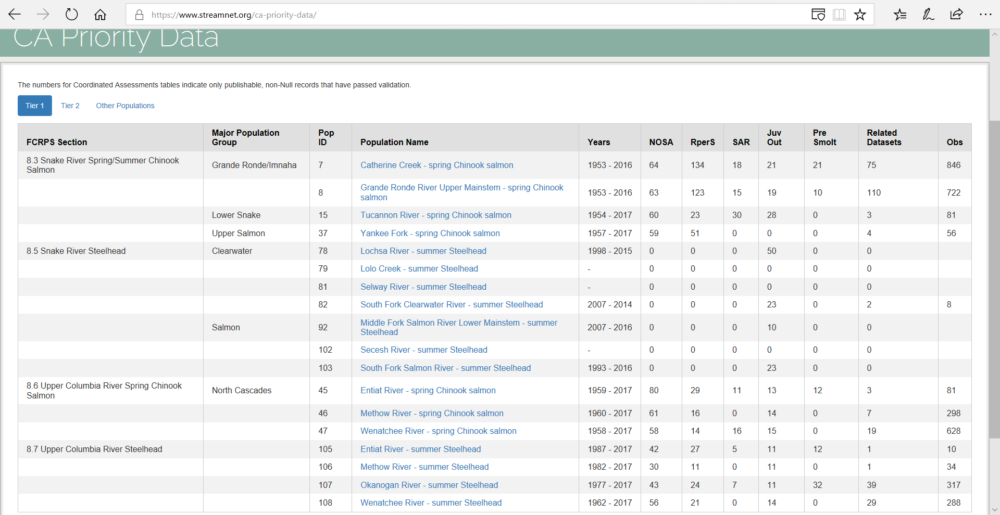 https://www.streamnet.org/ca-priority-data/
CA Priority Data
The numbers for Coordinated Assessments tables indicate only publishable, non-Null records that have passed validation.
Tier 1 Tier 2 Other Populations
FCRPS Section Major Population Group Pop ID Population Name Years NOSA RperS SAR Juv Out Pre Smolt Related Datasets Obs
8.3 Snake River Spring/Summer Chinook Salmon Grande Ronde/Imnaha 7 Catherine Creek - spring Chinook salmon 1953 - 2016 64 134 18 21 21 75 846
8 Grande Ronde River Upper Mainstem - spring Chinook salmon 1953 - 2016 63 123 15 19 10 110 722
Lower Snake 15 Tucannon River - spring Chinook salmon 1954 - 2017 60 23 30 28 0 3 81
Upper Salmon 37 Yankee Fork - spring Chinook salmon 1957 - 2017 59 51 0 0 0 4 56
8.5 Snake River Steelhead Clearwater 78 Lochsa River - summer Steelhead 1998 - 2015 0 0 0 50 0 0
79 Lolo Creek - summer Steelhead - 0 0 0 0 0 0
81 Selway River - summer Steelhead - 0 0 0 0 0 0
82 South Fork Clearwater River - summer Steelhead 2007 - 2014 0 0 0 23 0 2 8
Salmon 92 Middle Fork Salmon River Lower Mainstem - summer Steelhead 2007 - 2016 0 0 0 10 0 0
102 Secesh River - summer Steelhead - 0 0 0 0 0 0
103 South Fork Salmon River - summer Steelhead 1993 - 2016 0 0 0 23 0 0
8.6 Upper Columbia River Spring Chinook Salmon North Cascades 45 Entiat River - spring Chinook salmon 1959 - 2017 80 29 11 13 12 3 81
46 Methow River - spring Chinook salmon 1960 - 2017 61 16 0 14 0 7 298
47 Wenatchee River - spring Chinook salmon 1958 - 2017 58 14 16 15 0 19 628
8.7 Upper Columbia River Steelhead 105 Entiat River - summer Steelhead 1987 - 2017 42 27 5 11 12 1 10
106 Methow River - summer Steelhead 1982 - 2017 30 11 0 11 0 1 34
107 Okanogan River - summer Steelhead 1977 - 2017 43 24 7 11 32 39 317
108 Wenatchee River - summer Steelhead 1962 - 2017 56 21 0 14 0 29 288